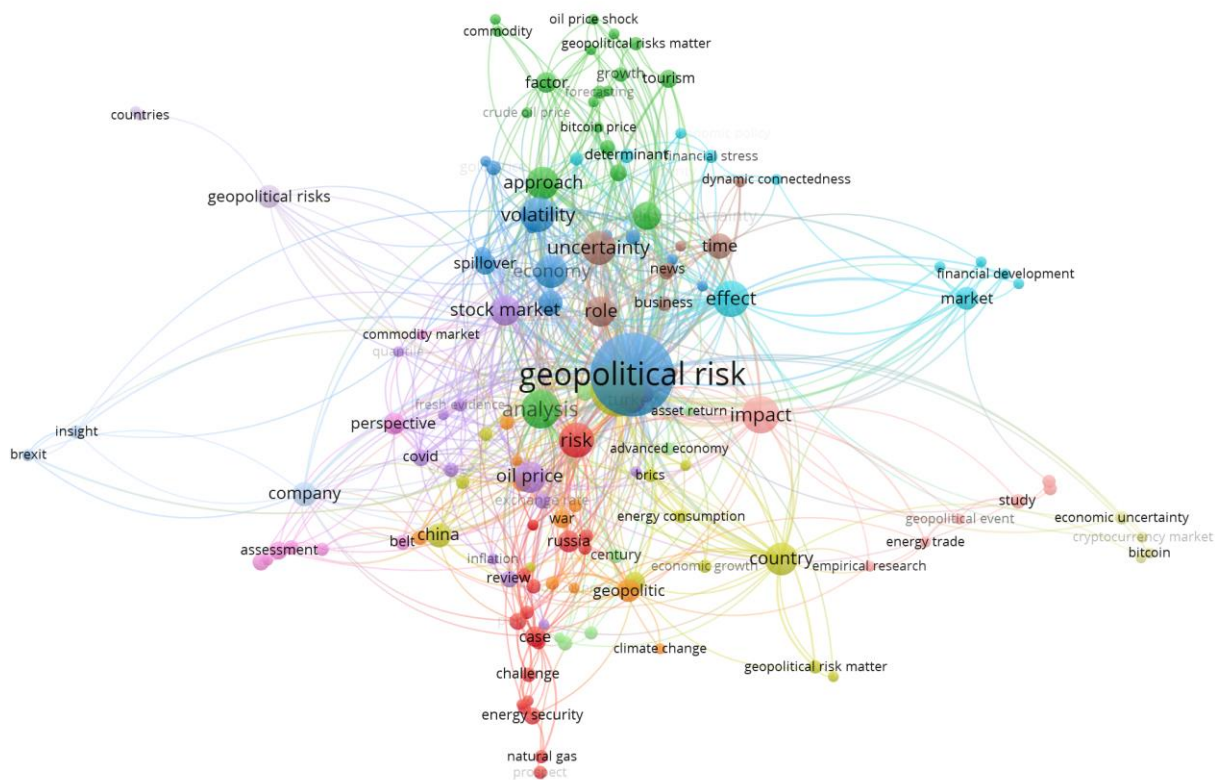 oil price shock
commodity
geopolitical risks matter
growth
tourism
factor
forecasting
crude oil price
countries
bitcoin price
determinant
financial stress
approach
dynamic connectedness
geopolitical risks
volatility
uncertainty
time
spillover
economy
news
financial development
effect
market
business
stock market
role
commodity market
quantile
geopolitical risk
turkey
fresh evidence
analysis
asset return
impact
perspective
insight
risk
advanced economy
brexit
covid
oil price
brics
company
exchange rate
study
war
energy consumption
geopolitical event
economic uncertainty
china
belt
russia
energy trade
cryptocurrency market
assessment
inflation
century
country
bitcoin
review
economic growth
empirical research
geopolitic
case
climate change
challenge
geopolitical risk matter
energy security
natural gas
prospect